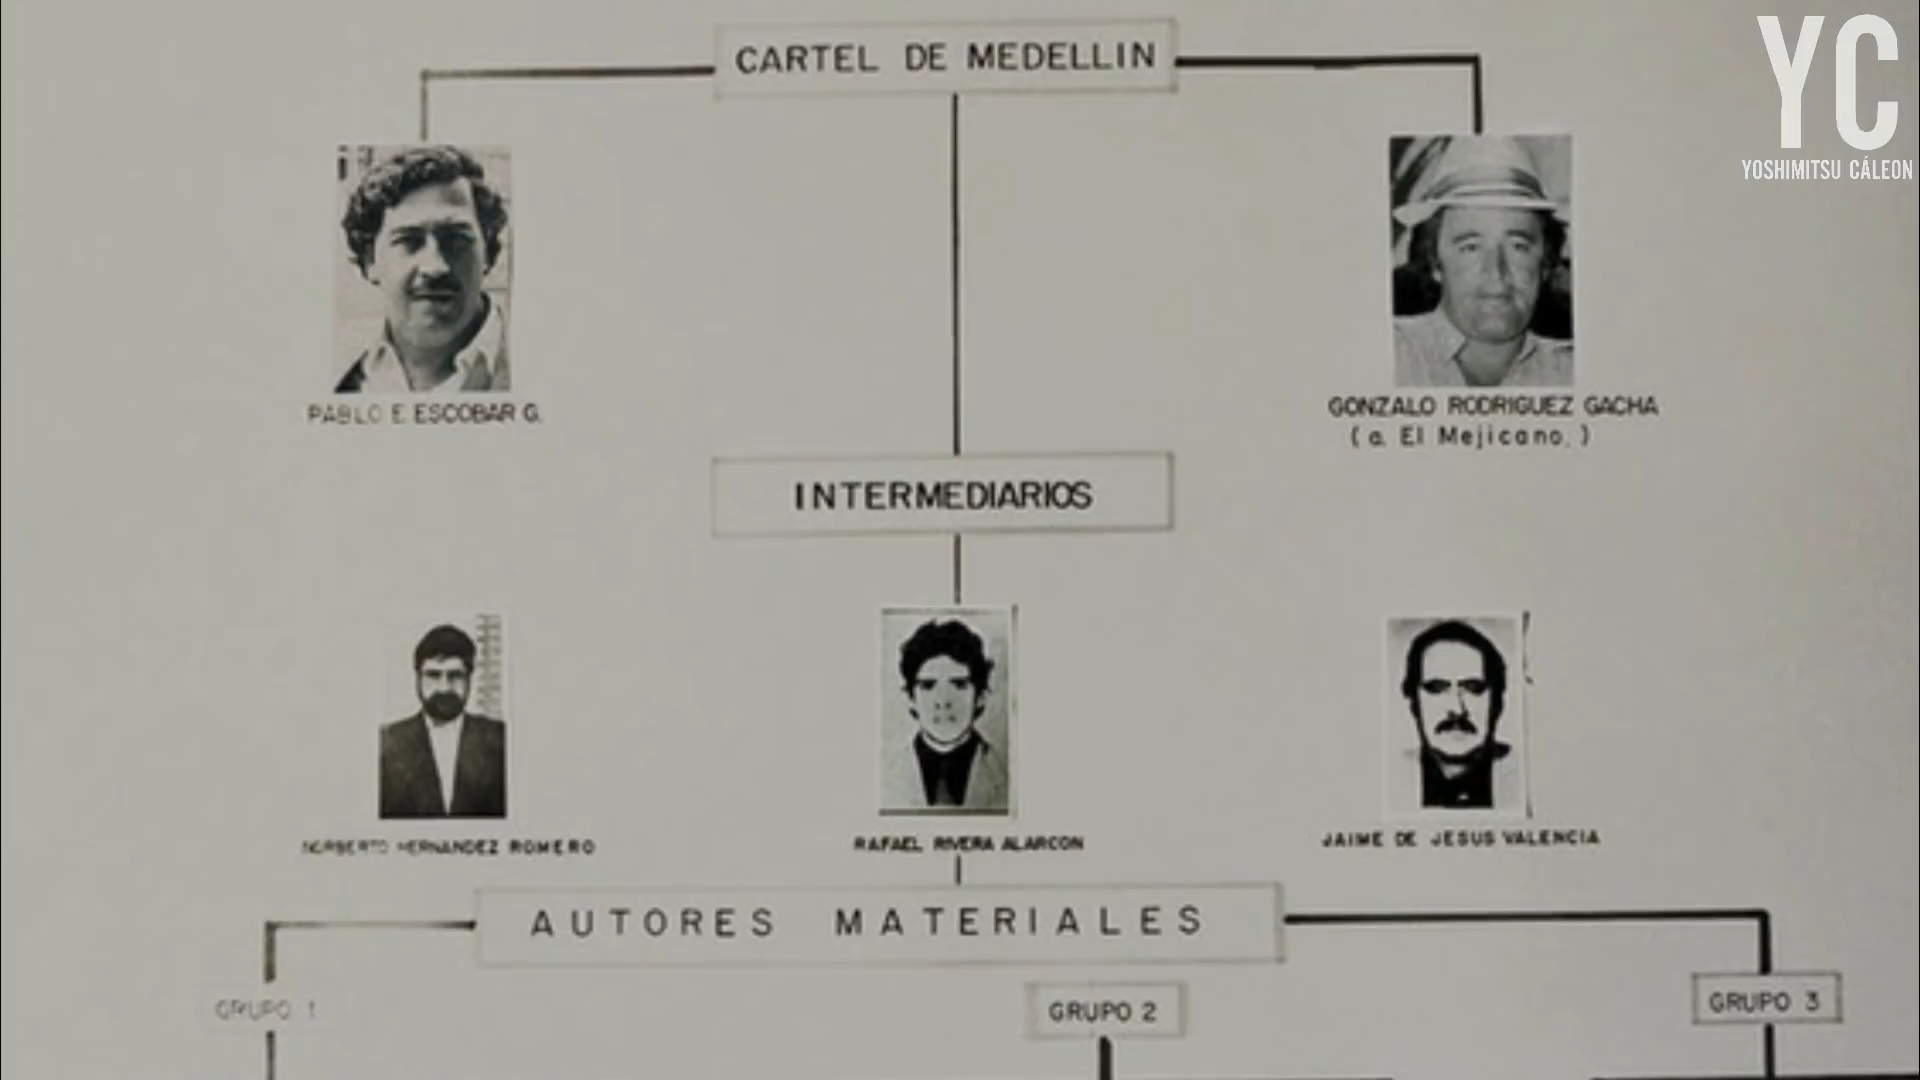 CARTEL DE MEDELLIN
YC
YOSHIMITSU CÁLEON
PABLO E. ESCOBAR G.
GONZALO RODRIGUEZ GACHA
( a. El Mejicano. )
INTERMEDIARIOS
NORBERTO HERNANDEZ ROMERO
RAFAEL RIVERA ALARCON
JAIME DE JESUS VALENCIA
AUTORES MATERIALES
GRUPO 1
GRUPO 2
GRUPO 3